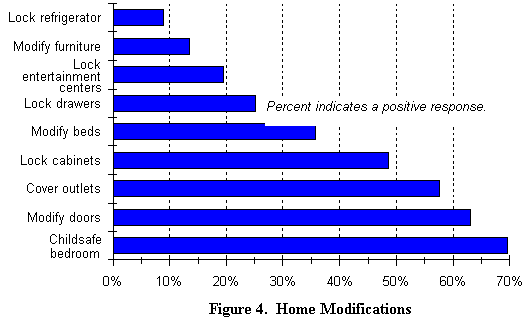 Lock refrigerator
Modify furniture
Lock
entertainment
centers
Lock drawers
Percent indicates a positive response.
Modify beds
Lock cabinets
Cover outlets
Modify doors
Childsafe
bedroom
0% 10% 20% 30% 40% 50% 60% 70%
Figure 4. Home Modifications